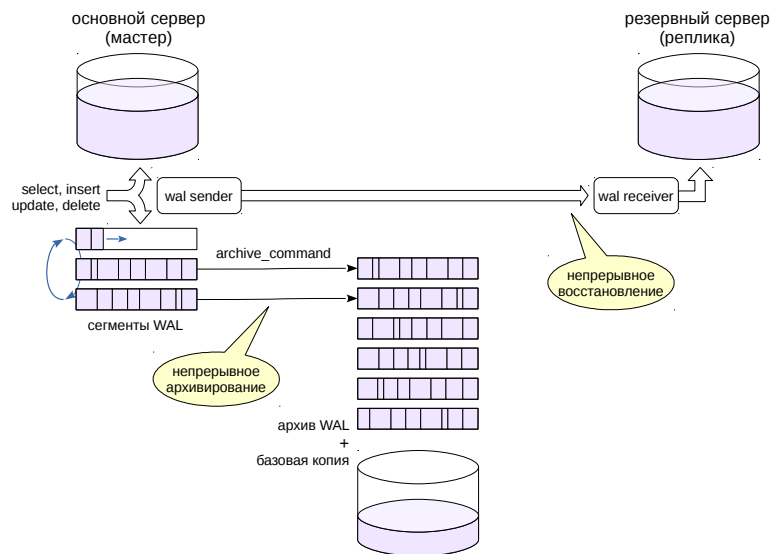 основной сервер
(мастер)
резервный сервер
(реплика)
select, insert
update, delete
wal sender
wal receiver
archive_command
непрерывное
восстановление
сегменты WAL
непрерывное
архивирование
архив WAL
+
базовая копия